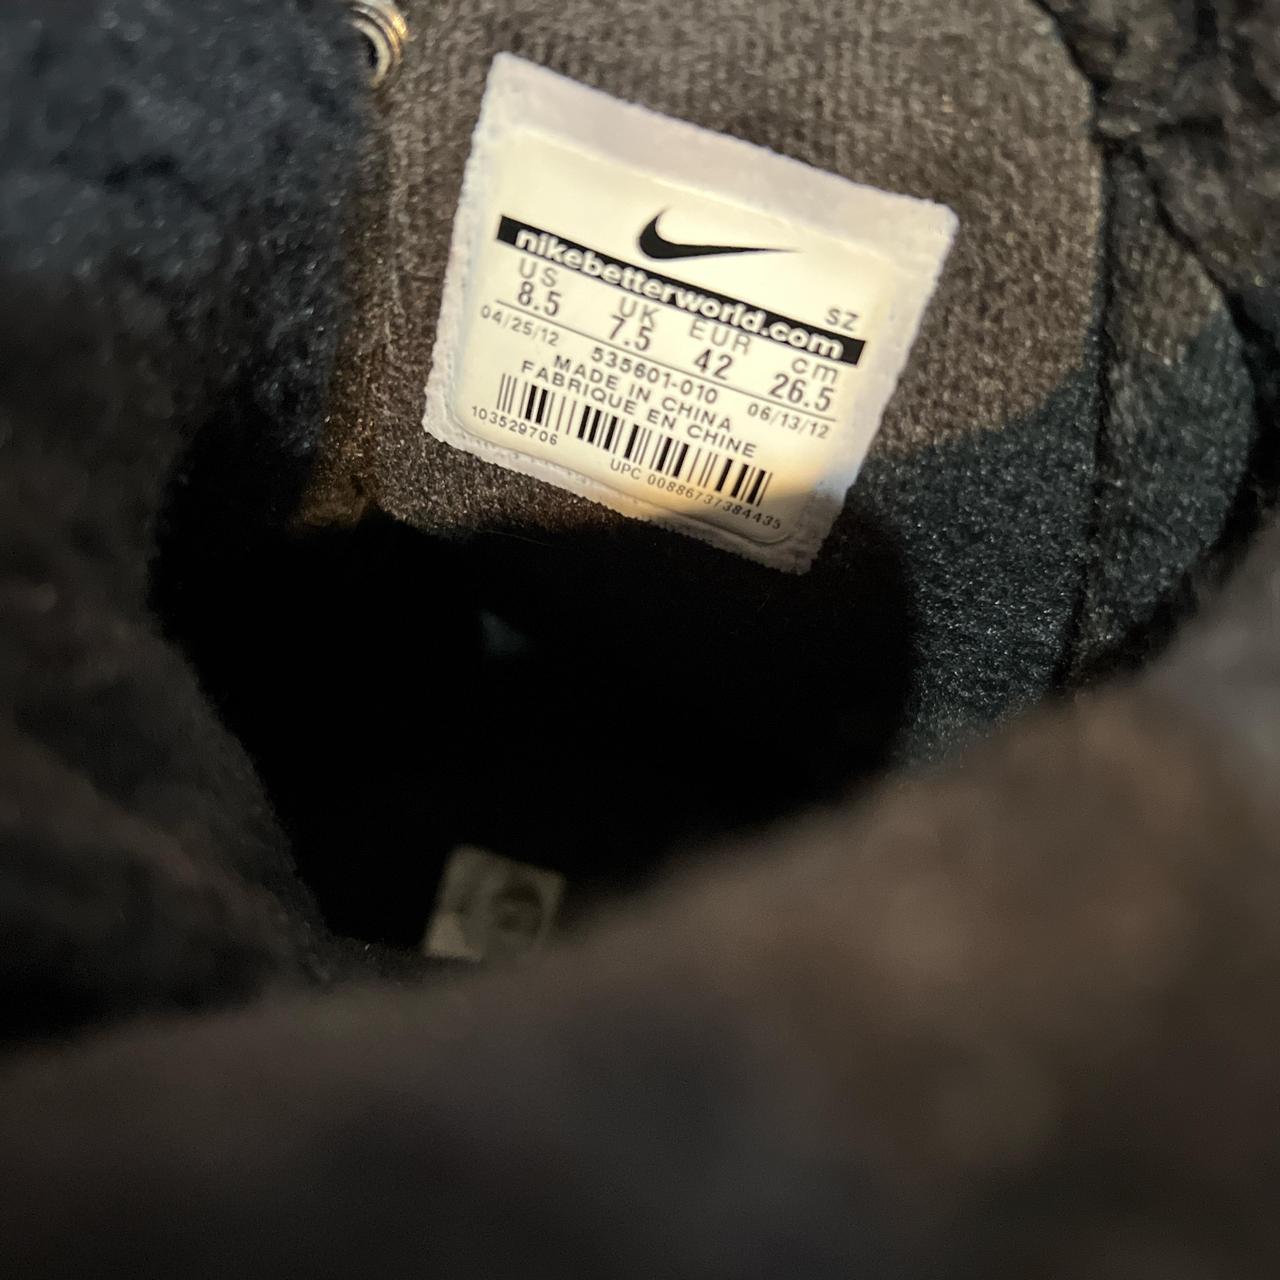 nikebetterworld.com
SZ
US UK EUR cm
8.5 7.5 42 26.5
04/25/12 535601-010 06/13/12
MADE IN CHINA
FABRIQUE EN CHINE
103529706
UPC 00886737384435